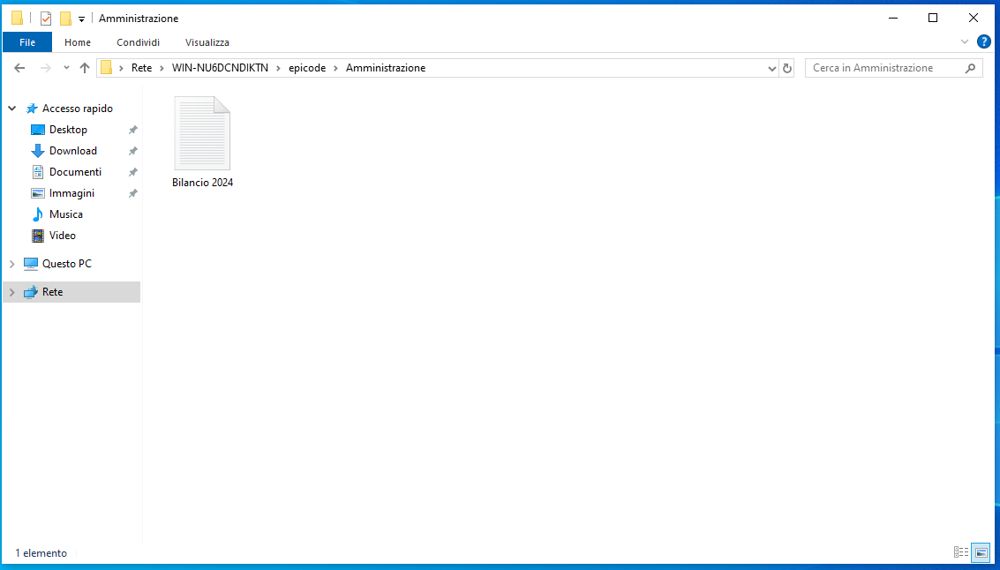 Amministrazione
File Home Condividi Visualizza ?
Rete WIN-NU6DCNDIKTN epicode Amministrazione Cerca in Amministrazione
Accesso rapido
Desktop
Download
Documenti
Immagini
Musica
Video
Questo PC
Rete
Bilancio 2024
1 elemento